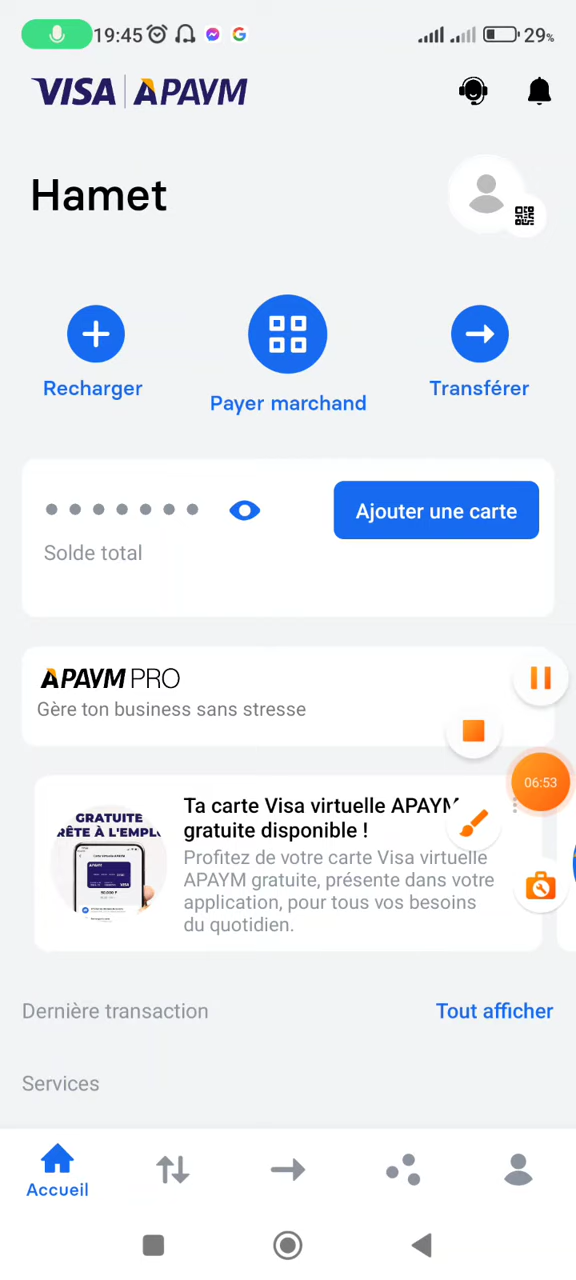 19:45
29%
VISA | APAYM
Hamet
Recharger
Payer marchand
Transférer
Ajouter une carte
Solde total
APAYM PRO
Gère ton business sans stresse
06:53
GRATUITE
RÊTE À L'EMPL
Ta carte Visa virtuelle APAYM
gratuite disponible !
Profitez de votre carte Visa virtuelle
APAYM gratuite, présente dans votre
application, pour tous vos besoins
du quotidien.
Dernière transaction
Tout afficher
Services
Accueil